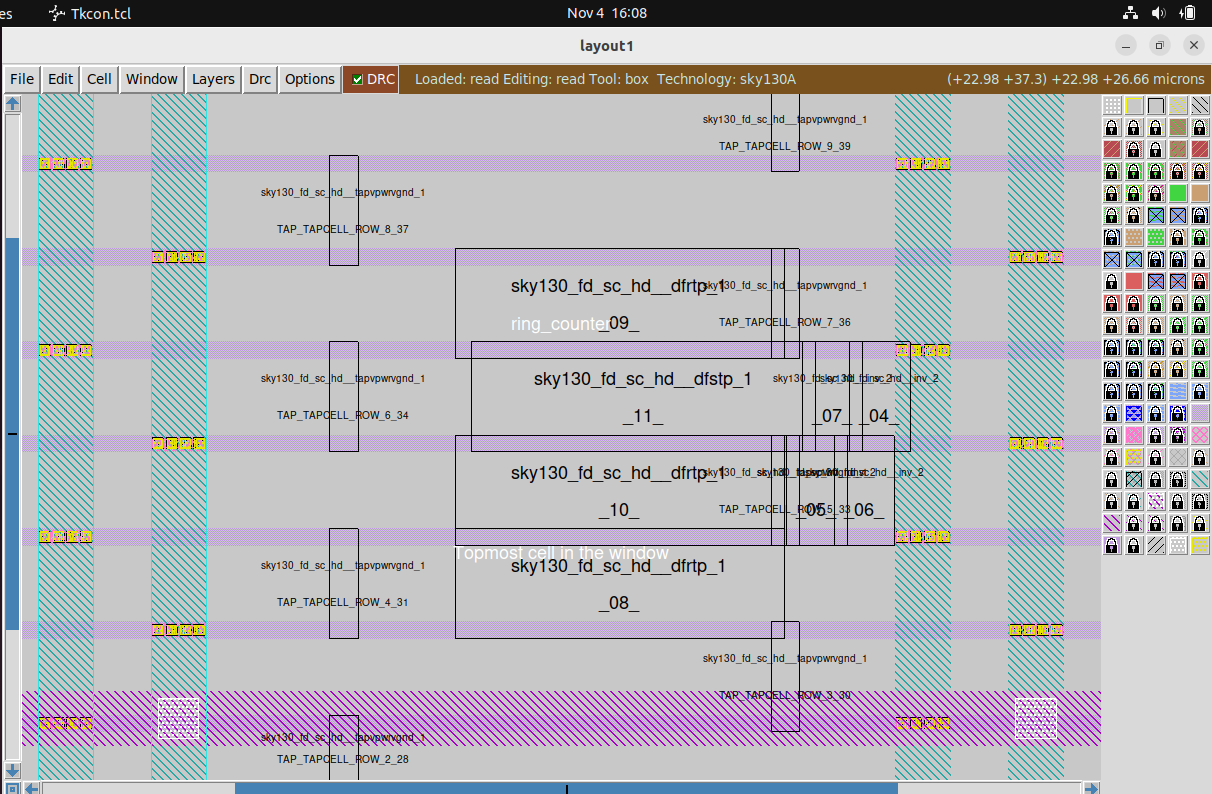 es Tkcon.tcl Nov 4 16:08
layout1
File Edit Cell Window Layers Drc Options DRC Loaded: read Editing: read Tool: box Technology: sky130A (+22.98 +37.3) +22.98 +26.66 microns
sky130_fd_sc_hd__tapvpwrvgnd_1
TAP_TAPCELL_ROW_9_39
sky130_fd_sc_hd__tapvpwrvgnd_1
TAP_TAPCELL_ROW_8_37
sky130_fd_sc_hd__dfrtp_1
sky130_fd_sc_hd__tapvpwrvgnd_1
ring_counter
_09_
TAP_TAPCELL_ROW_7_36
sky130_fd_sc_hd__tapvpwrvgnd_1
sky130_fd_sc_hd__dfstp_1
TAP_TAPCELL_ROW_6_34
_11_
_07_
_04_
sky130_fd_sc_hd__dfrtp_1
_10_
TAP_TAPCELL_ROW_5_33
_05_
_06_
Topmost cell in the window
sky130_fd_sc_hd__tapvpwrvgnd_1
sky130_fd_sc_hd__dfrtp_1
TAP_TAPCELL_ROW_4_31
_08_
sky130_fd_sc_hd__tapvpwrvgnd_1
TAP_TAPCELL_ROW_3_30
sky130_fd_sc_hd__tapvpwrvgnd_1
TAP_TAPCELL_ROW_2_28